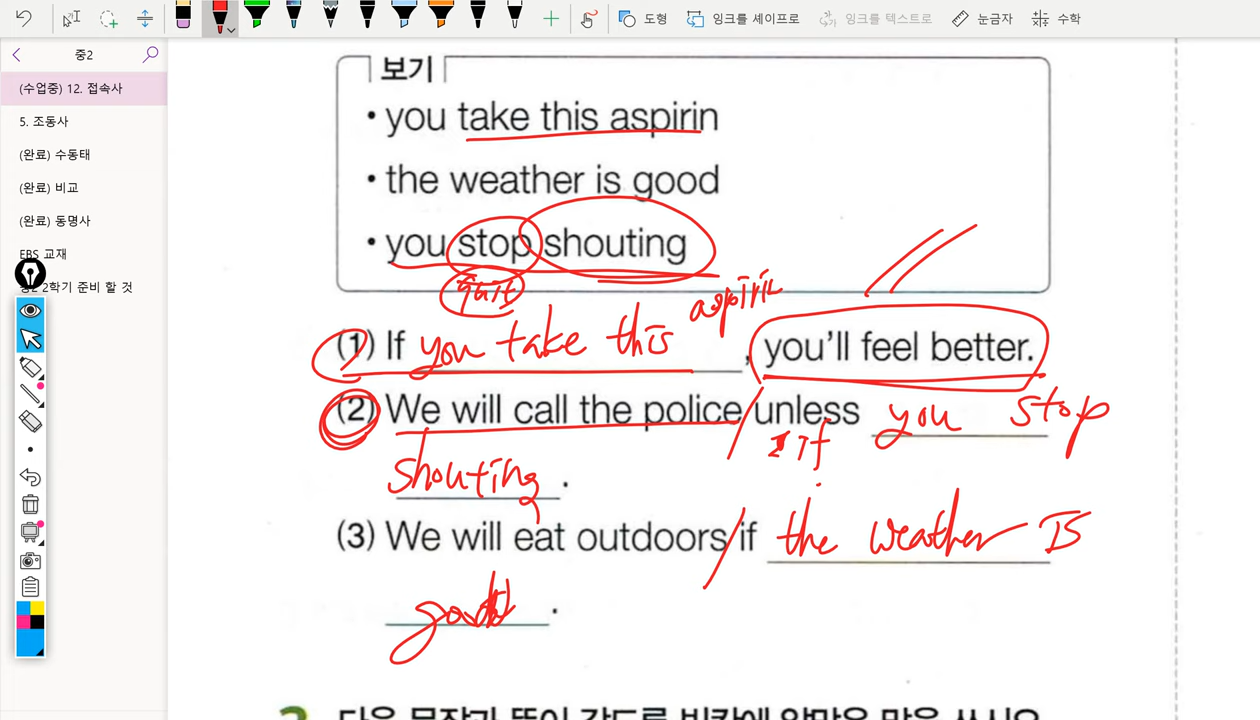 도형 잉크를 셰이프로 잉크를 텍스트로 눈금자 수학
중2
(수업중) 12. 접속사
5. 조동사
(완료) 수동태
(완료) 비교
(완료) 동명사
EBS 교재
중2 2학기 준비 할 것
보기
• you take this aspirin
• the weather is good
• you stop shouting
quit
aspirin
(1) If you take this , you'll feel better.
(2) We will call the police unless you stop
if
shouting .
(3) We will eat outdoors if the weather is
good .